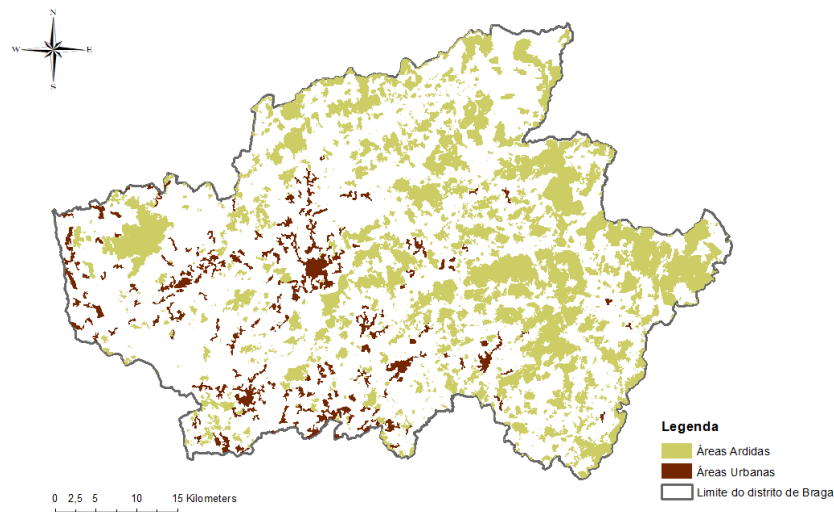 N
W E
S
Legenda
Áreas Ardidas
Áreas Urbanas
Limite do distrito de Braga
0 2,5 5 10 15 Kilometers